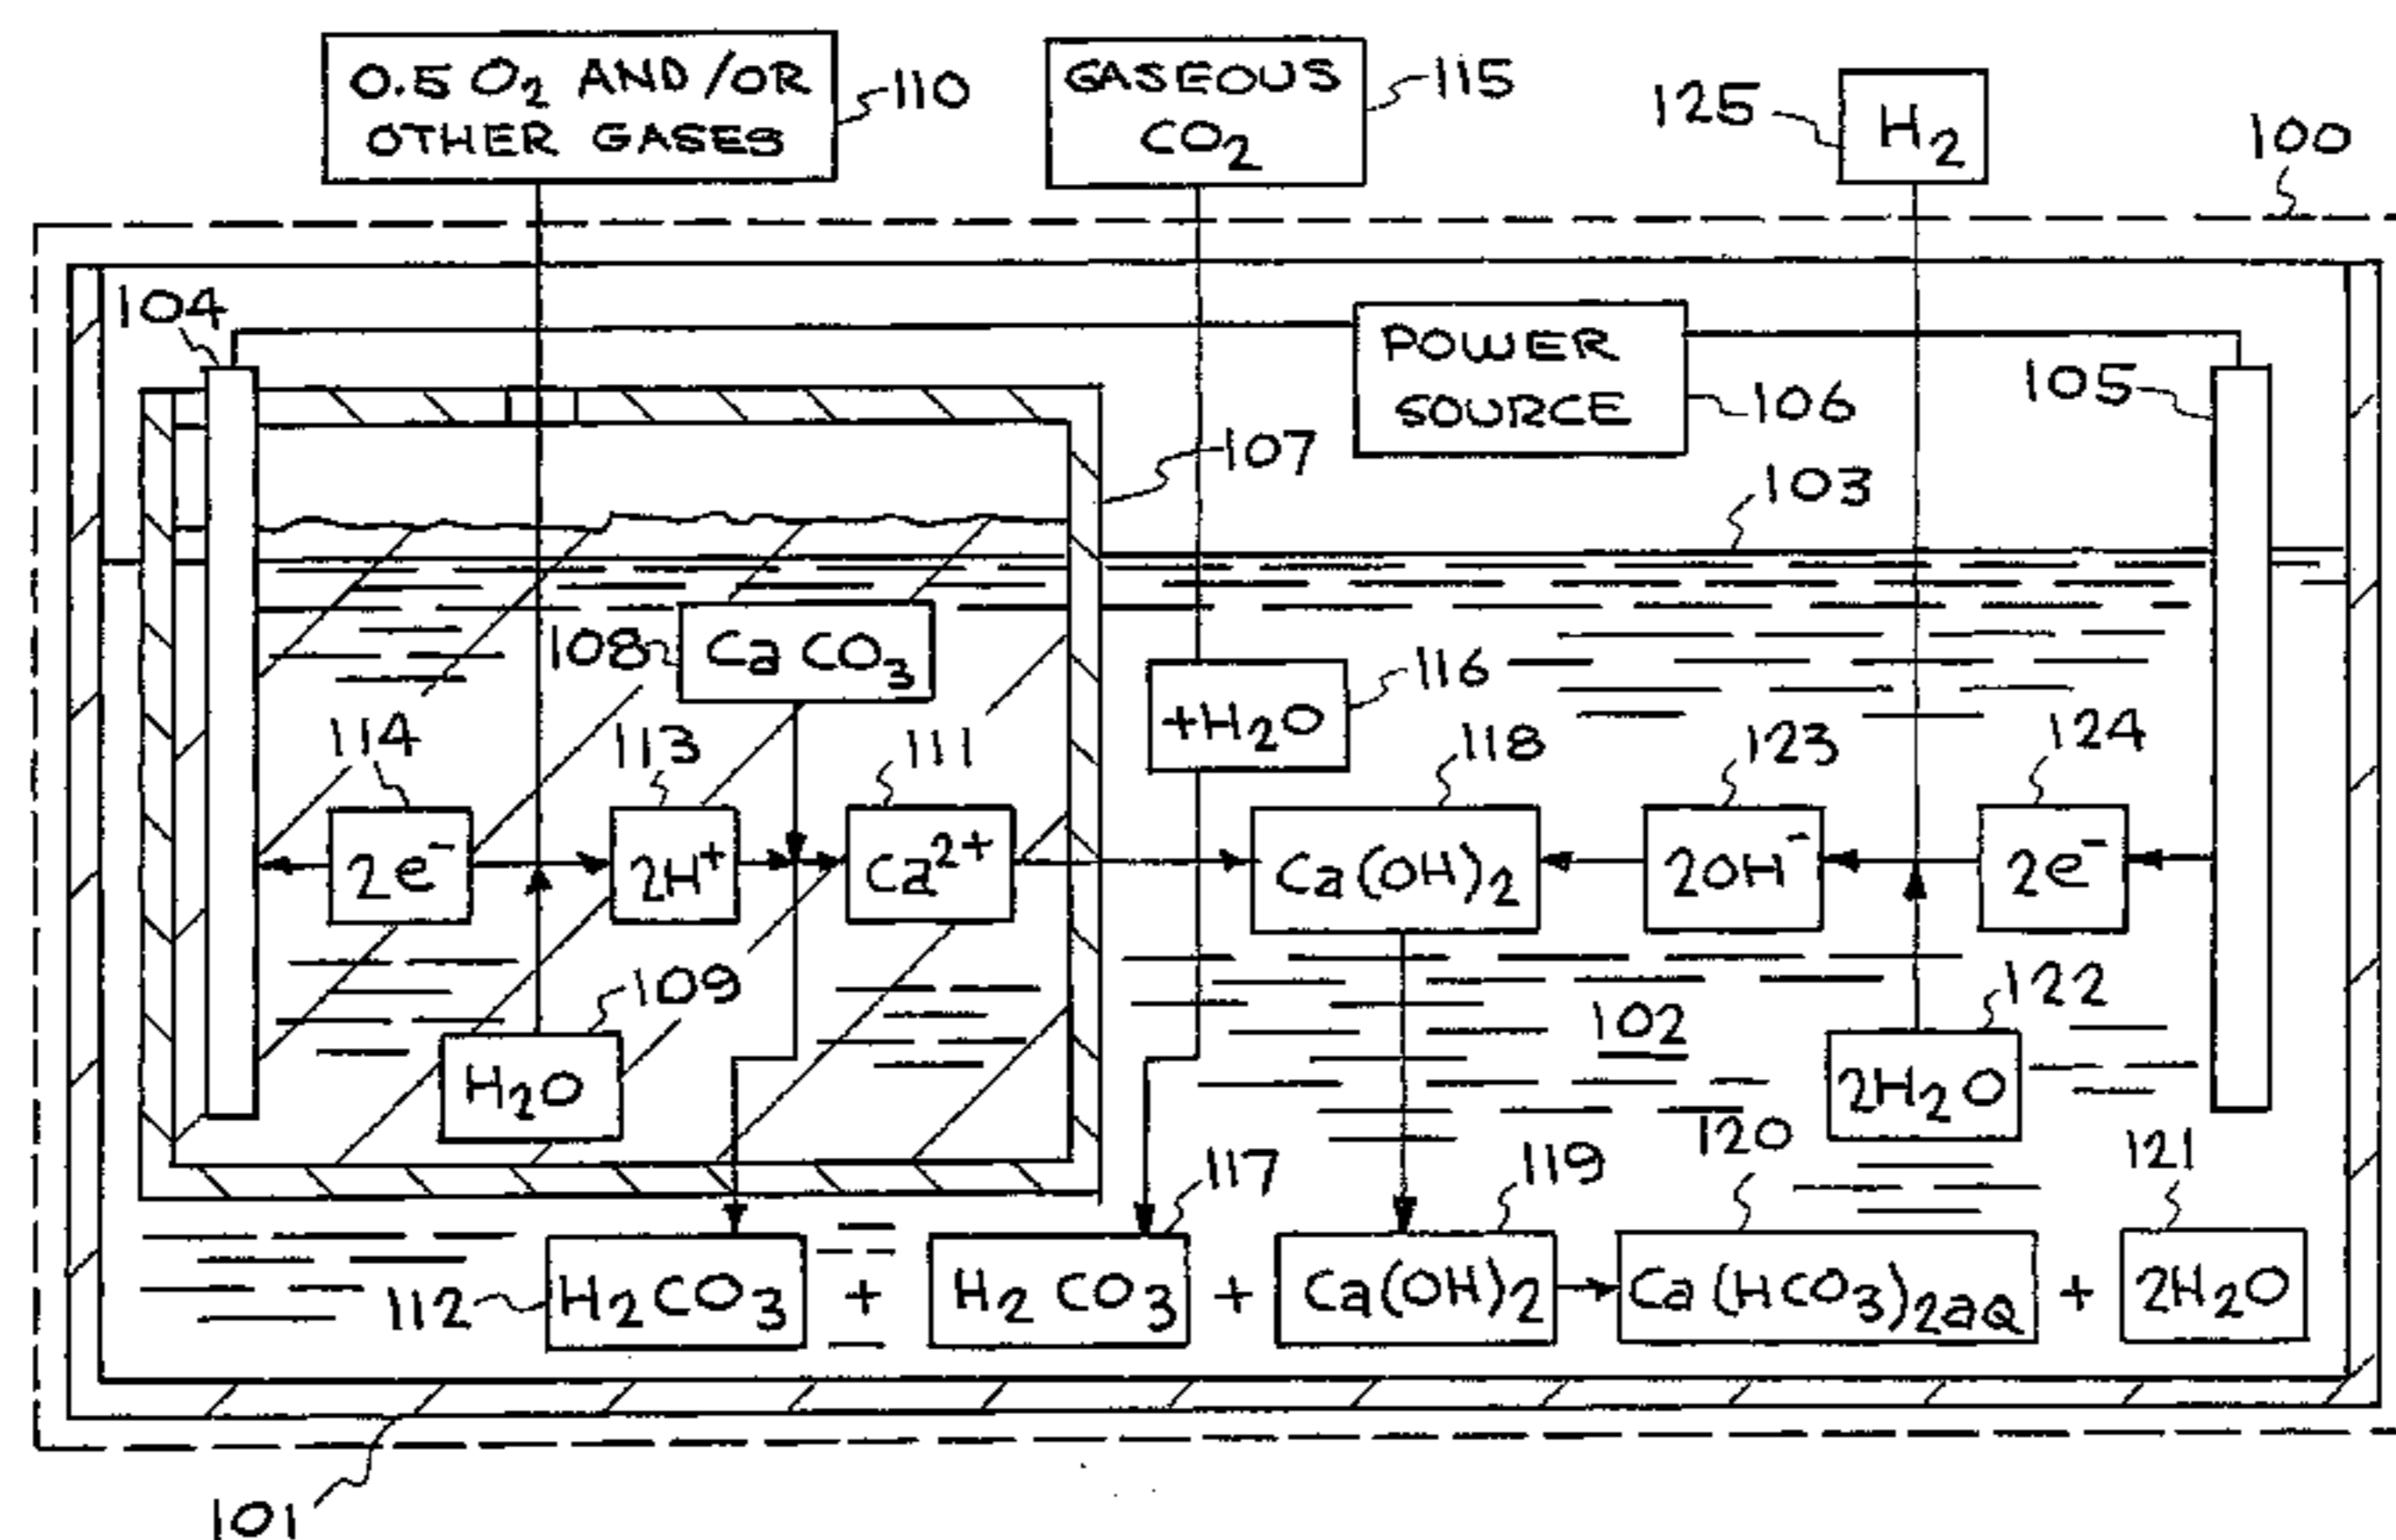 0.5 O2 AND/OR
OTHER GASES
110
GASEOUS
CO2
115
125
H2
100
104
POWER
SOURCE
106
105
107
103
108
CaCO3
+H2O
116
114
113
111
118
123
124
2e-
2H+
Ca2+
Ca(OH)2
2OH-
2e-
109
H2O
102
122
2H2O
120
117
119
121
112
H2CO3
+
H2CO3
+
Ca(OH)2
Ca(HCO3)2aQ
+
2H2O
101